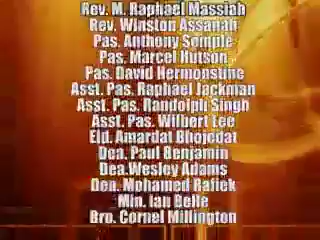 Rev. M. Raphael Massiah
Rev. Winston Assanah
Pas. Anthony Semple
Pas. Marcel Hutson
Pas. David Hermonstine
Asst. Pas. Raphael Jackman
Asst. Pas. Randolph Singh
Asst. Pas. Wilbert Lee
Eld. Amardat Bhojedat
Dea. Paul Benjamin
Dea.Wesley Adams
Dea. Mohamed Rafiek
Min. Ian Belle
Bro. Cornel Millington